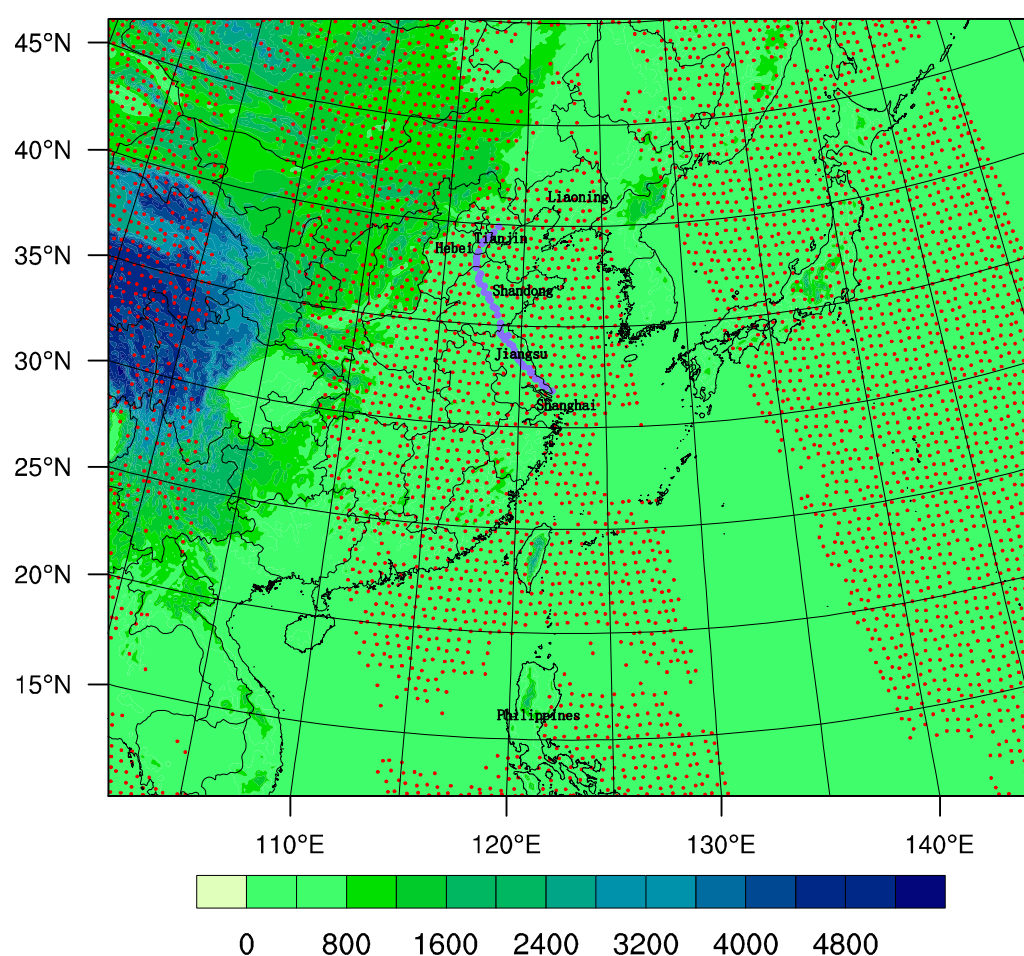 45°N
40°N
35°N
30°N
25°N
20°N
15°N
Liaoning
Tianjin
Hebei
Shandong
Jiangsu
Shanghai
Philippines
110°E 120°E 130°E 140°E
0 800 1600 2400 3200 4000 4800